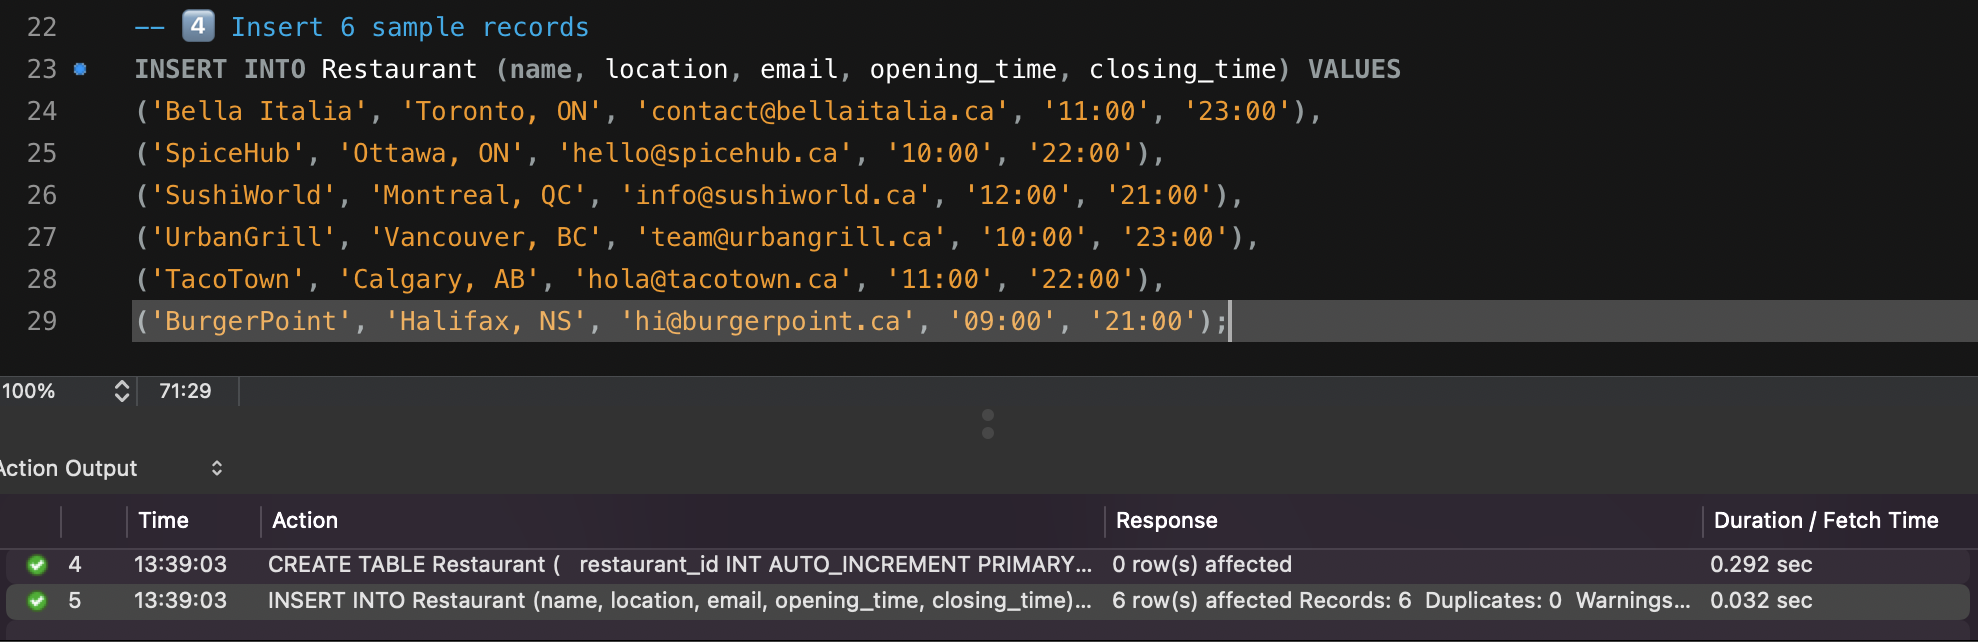 22 -- 4️⃣ Insert 6 sample records
23 INSERT INTO Restaurant (name, location, email, opening_time, closing_time) VALUES
24 ('Bella Italia', 'Toronto, ON', 'contact@bellaitalia.ca', '11:00', '23:00'),
25 ('SpiceHub', 'Ottawa, ON', 'hello@spicehub.ca', '10:00', '22:00'),
26 ('SushiWorld', 'Montreal, QC', 'info@sushiworld.ca', '12:00', '21:00'),
27 ('UrbanGrill', 'Vancouver, BC', 'team@urbangrill.ca', '10:00', '23:00'),
28 ('TacoTown', 'Calgary, AB', 'hola@tacotown.ca', '11:00', '22:00'),
29 ('BurgerPoint', 'Halifax, NS', 'hi@burgerpoint.ca', '09:00', '21:00');
100% 71:29
Action Output
Time Action Response Duration / Fetch Time
4 13:39:03 CREATE TABLE Restaurant ( restaurant_id INT AUTO_INCREMENT PRIMARY... 0 row(s) affected 0.292 sec
5 13:39:03 INSERT INTO Restaurant (name, location, email, opening_time, closing_time)... 6 row(s) affected Records: 6 Duplicates: 0 Warnings... 0.032 sec